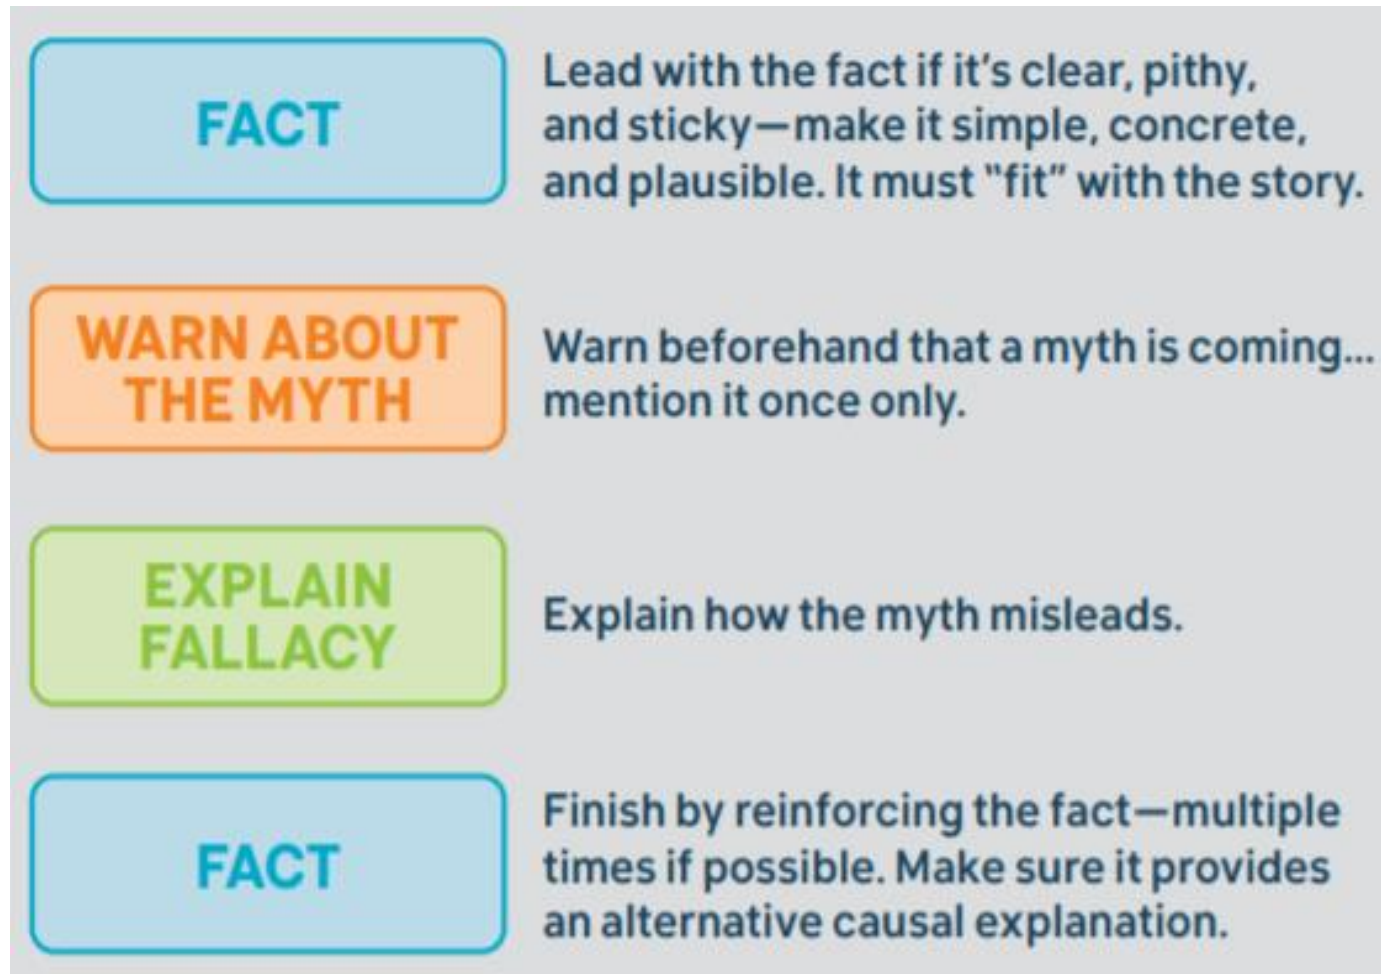 FACT
Lead with the fact if it’s clear, pithy,
and sticky—make it simple, concrete,
and plausible. It must “fit” with the story.
WARN ABOUT
THE MYTH
Warn beforehand that a myth is coming...
mention it once only.
EXPLAIN
FALLACY
Explain how the myth misleads.
FACT
Finish by reinforcing the fact—multiple
times if possible. Make sure it provides
an alternative causal explanation.